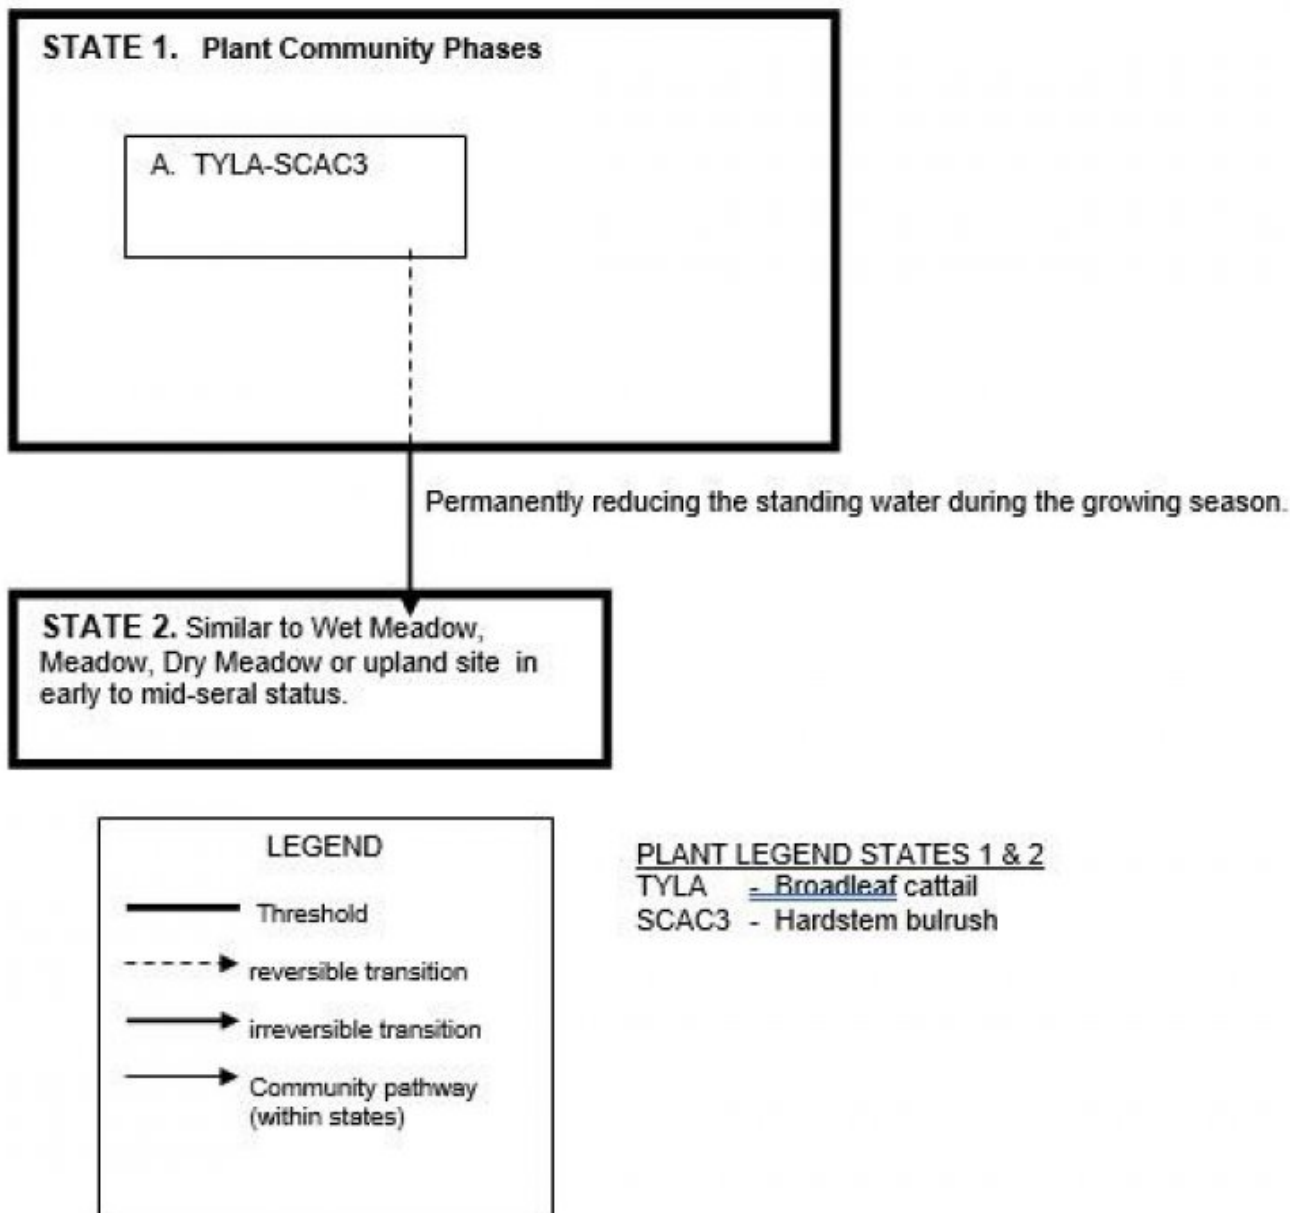 STATE 1. Plant Community Phases
A. TYLA-SCAC3
Permanently reducing the standing water during the growing season.
STATE 2. Similar to Wet Meadow,
Meadow, Dry Meadow or upland site in
early to mid-seral status.
LEGEND
Threshold
reversible transition
irreversible transition
Community pathway
(within states)
PLANT LEGEND STATES 1 & 2
TYLA - Broadleaf cattail
SCAC3 - Hardstem bulrush